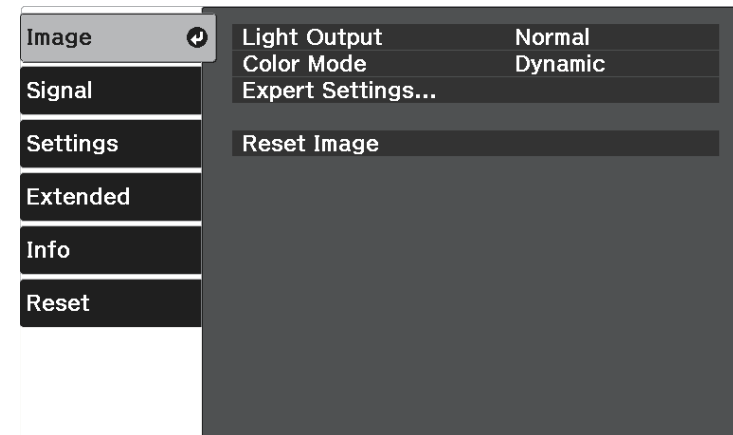 Image
Signal
Settings
Extended
Info
Reset
Light Output Normal
Color Mode Dynamic
Expert Settings...
Reset Image